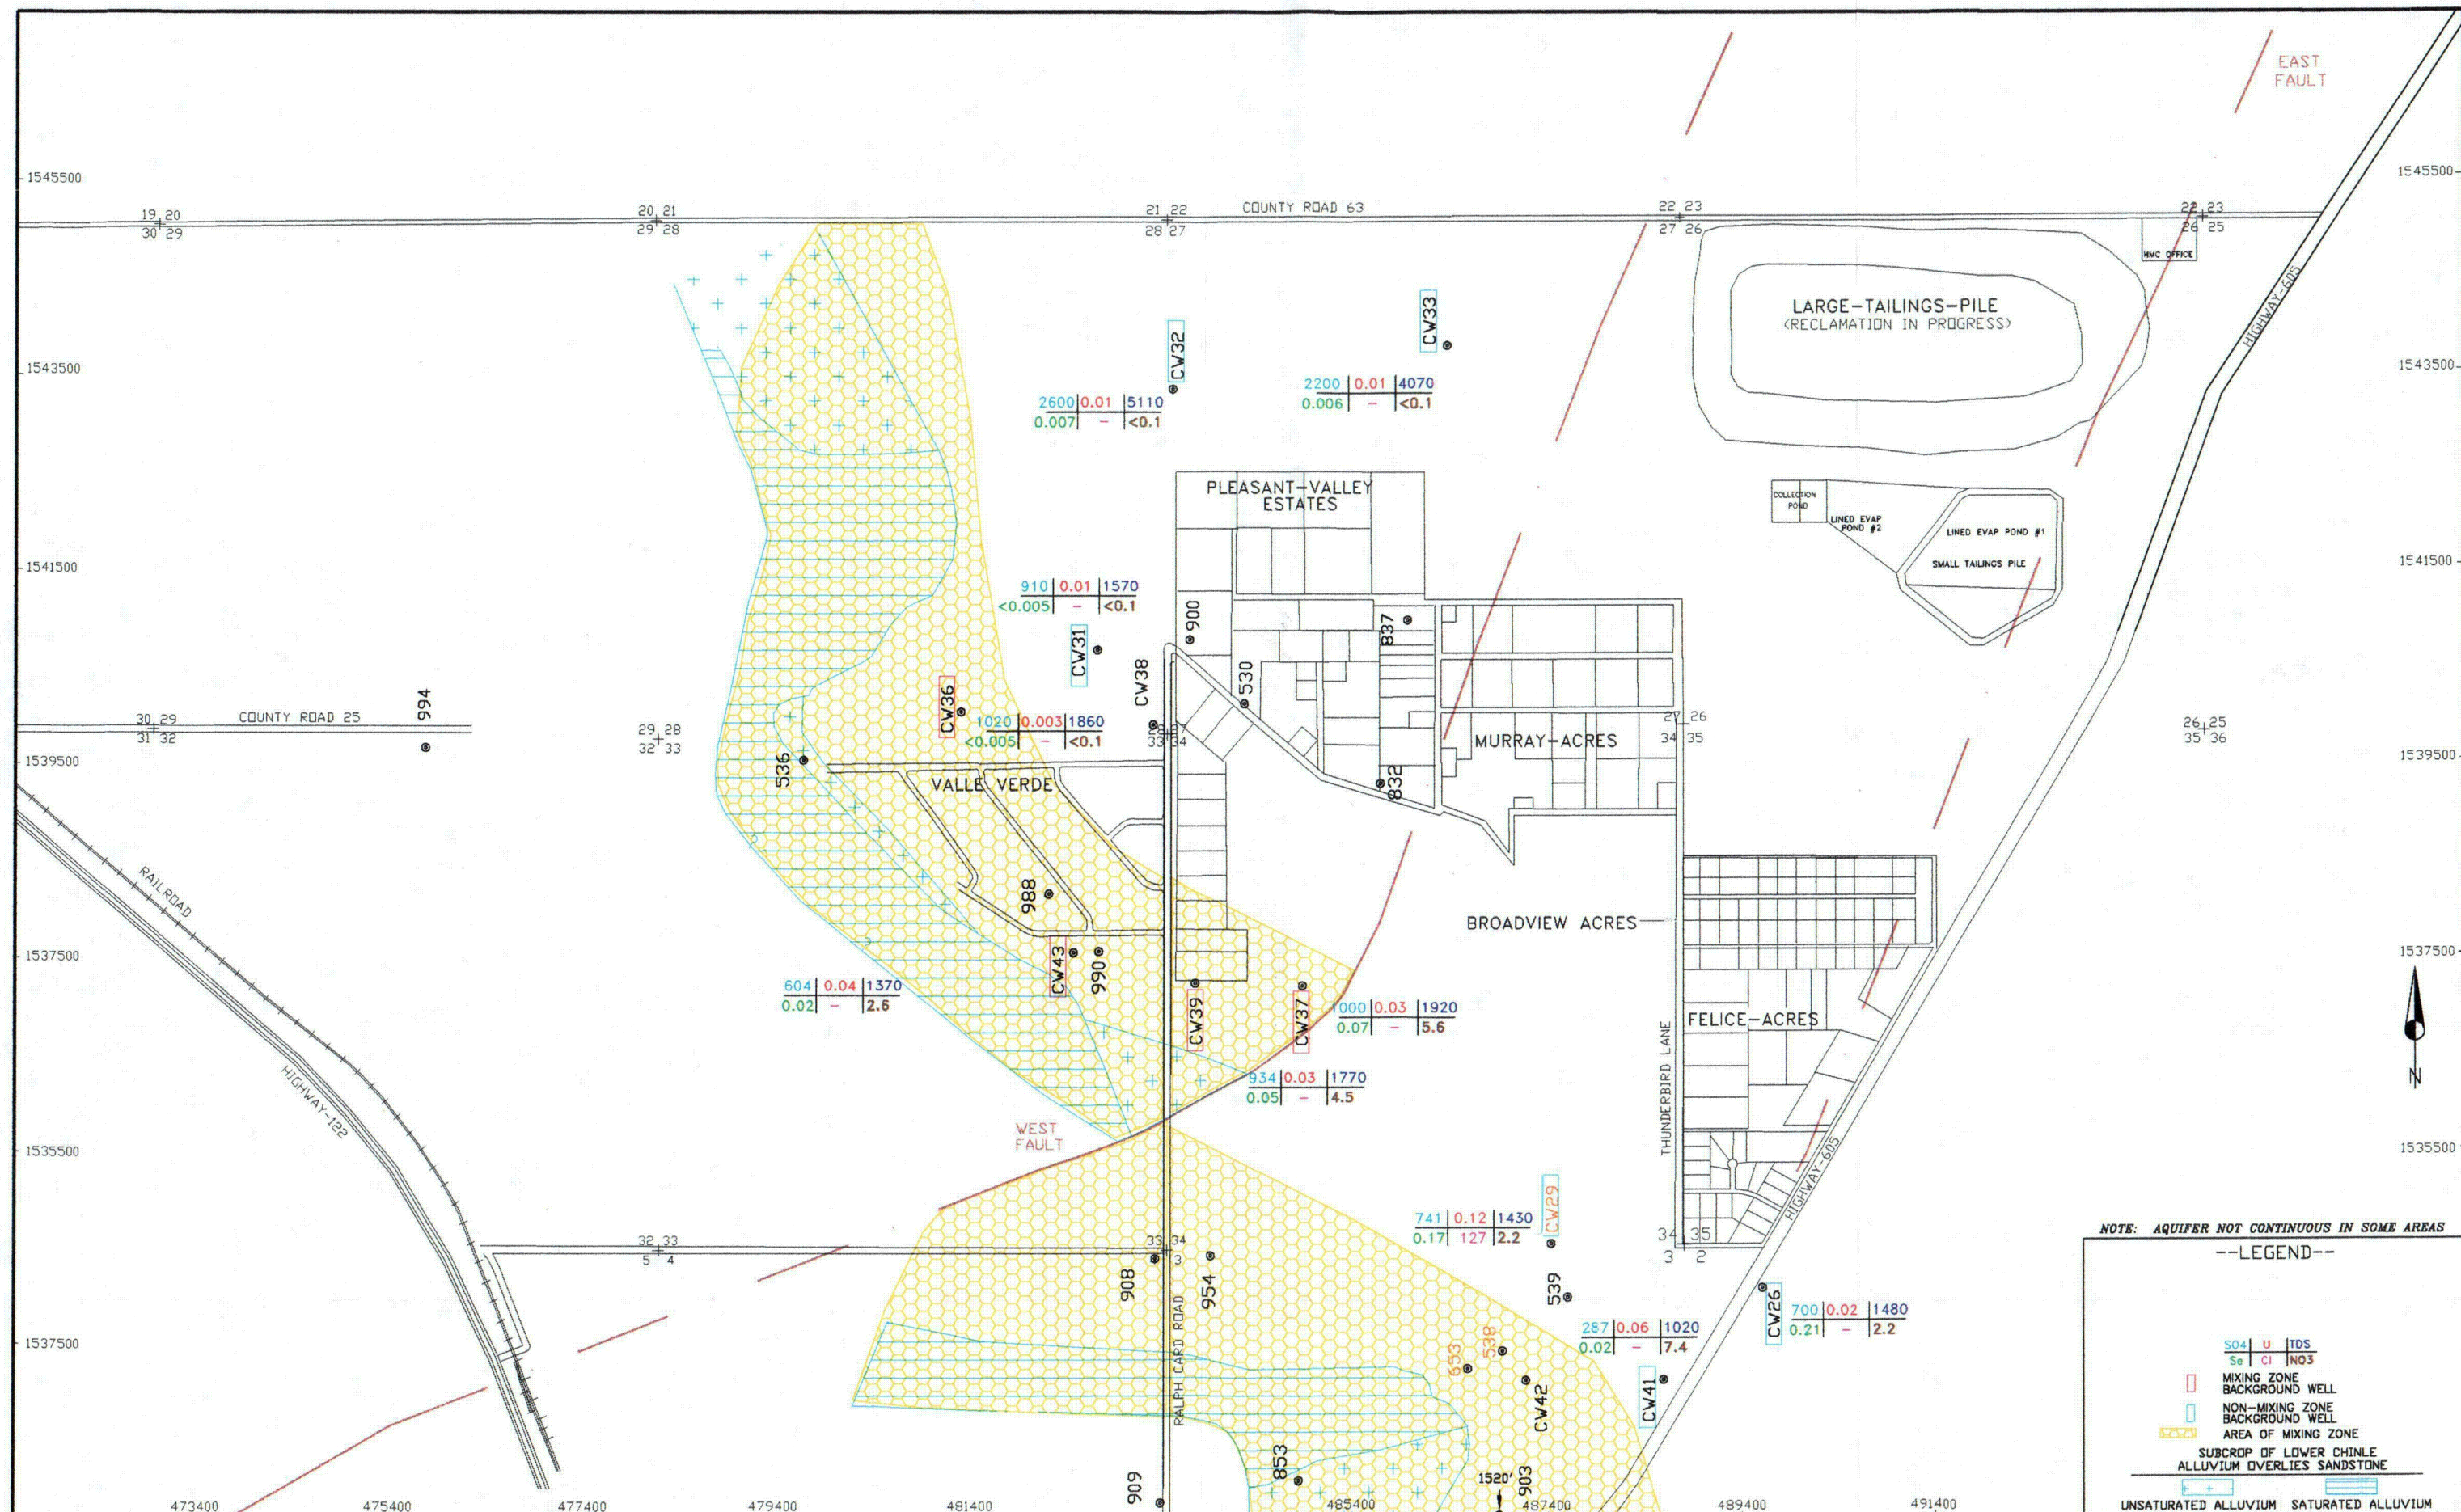 EAST
FAULT
1545500
1545500
19 20
30 29
20 21
29 28
21 22
28 27
COUNTY ROAD 63
22 23
27 26
22 23
26 25
HMC OFFICE
HIGHWAY-605
LARGE-TAILINGS-PILE
<RECLAMATION IN PROGRESS>
CW33
CW32
1543500
1543500
2600 0.01 5110
0.007 - <0.1
2200 0.01 4070
0.006 - <0.1
PLEASANT-VALLEY
ESTATES
COLLECTION
POND
LINED EVAP
POND #2
LINED EVAP POND #1
SMALL TAILINGS PILE
1541500
1541500
910 0.01 1570
<0.005 - <0.1
900
837
CW31
CW38
530
CW36
994
30 29
31 32
COUNTY ROAD 25
29 28
32 33
1020 0.003 1860
<0.005 - <0.1
33 34
27 26
34 35
26 25
35 36
MURRAY-ACRES
1539500
1539500
536
VALLE VERDE
832
RAILROAD
988
BROADVIEW ACRES
1537500
1537500
CW43
990
604 0.04 1370
0.02 - 2.6
CW39
CW37
1000 0.03 1920
0.07 - 5.6
FELICE-ACRES
THUNDERBIRD LANE
HIGHWAY-122
934 0.03 1770
0.05 - 4.5
N
WEST
FAULT
1535500
1535500
HIGHWAY-605
741 0.12 1430
0.17 127 2.2
CW29
32 33
5 4
33 34
3
34 35
3 2
908
954
539
RALPH CARD ROAD
CW26
700 0.02 1480
0.21 - 2.2
287 0.06 1020
0.02 - 7.4
1537500
653
538
CW42
CW41
853
909
1520'
903
473400
475400
477400
479400
481400
485400
487400
489400
491400
NOTE: AQUIFER NOT CONTINUOUS IN SOME AREAS
--LEGEND--
SO4 U TDS
Se Cl NO3
MIXING ZONE
BACKGROUND WELL
NON-MIXING ZONE
BACKGROUND WELL
AREA OF MIXING ZONE
SUBCROP OF LOWER CHINLE
ALLUVIUM OVERLIES SANDSTONE
UNSATURATED ALLUVIUM SATURATED ALLUVIUM